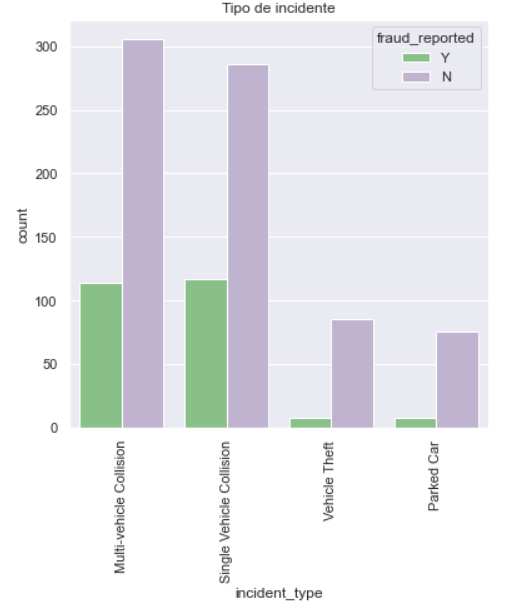 Tipo de incidente
fraud_reported
Y
N
300
250
200
150
100
50
0
count
Multi-vehicle Collision
Single Vehicle Collision
Vehicle Theft
Parked Car
incident_type